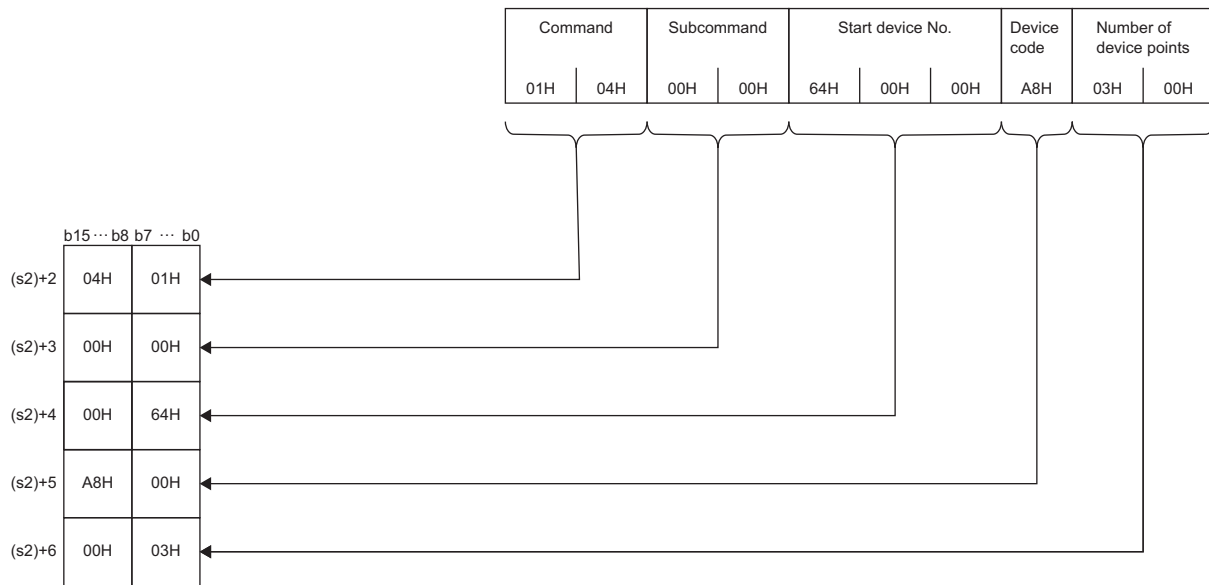 Command Subcommand Start device No. Device code Number of device points
01H 04H 00H 00H 64H 00H 00H A8H 03H 00H
b15 ··· b8 b7 ··· b0
(s2)+2 04H 01H
(s2)+3 00H 00H
(s2)+4 00H 64H
(s2)+5 A8H 00H
(s2)+6 00H 03H